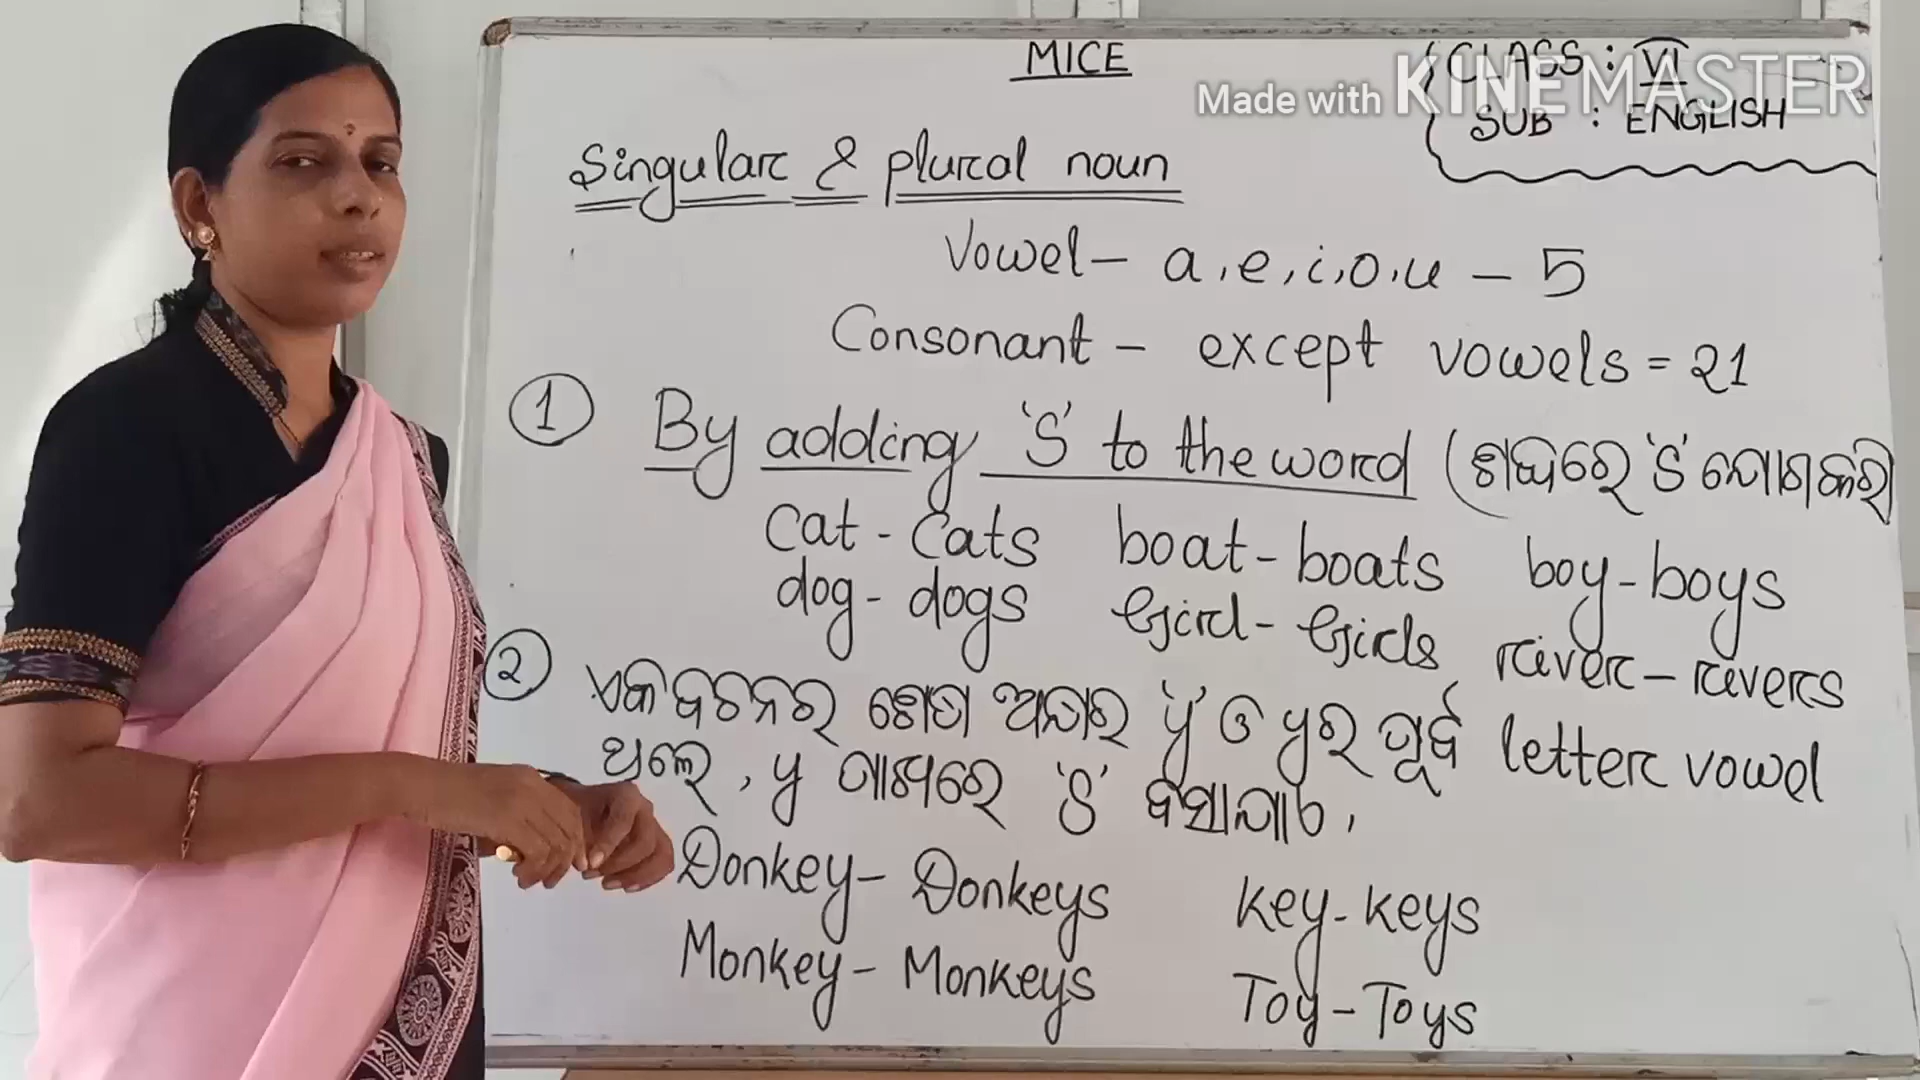 MICE
CLASS : VI
Made with KINEMASTER
SUB : ENGLISH
Singular & plural noun
Vowel - a, e, i, o, u - 5
Consonant - except vowels = 21
1 By adding 'S' to the word (ଶବ୍ଦରେ 'S' ଯୋଗକରି
cat - cats boat - boats boy - boys
dog - dogs Girl - Girls river - rivers
2 ଏକବଚନର ଶେଷ ଅକ୍ଷର 'y' ଓ y ର ପୂର୍ବ letter vowel
ଥିଲେ, y ପାଖରେ 'S' ବସାଯାଏ,
Donkey - Donkeys key - keys
Monkey - Monkeys Toy - Toys